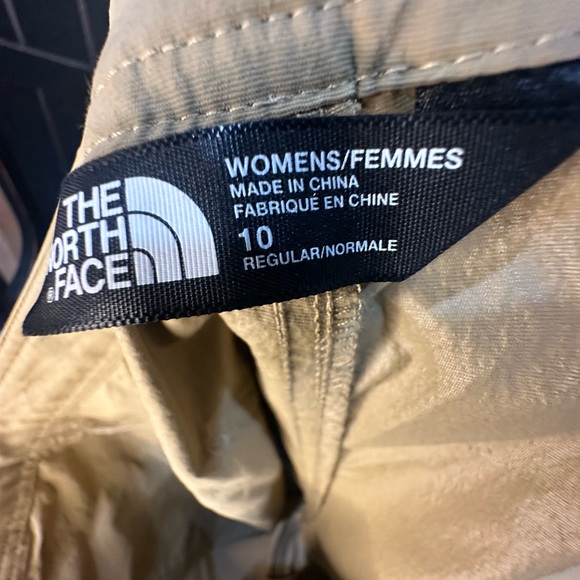 THE
NORTH
FACE
®
WOMENS/FEMMES
MADE IN CHINA
FABRIQUÉ EN CHINE
10
REGULAR/NORMALE